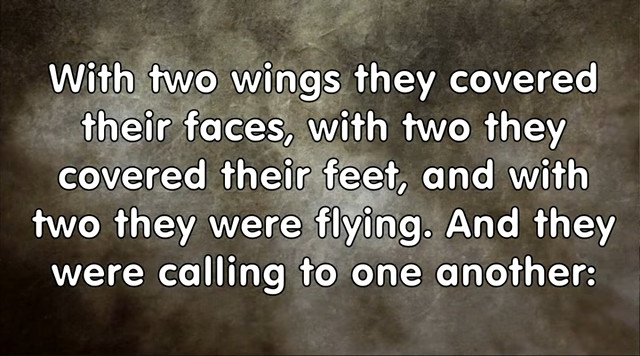 With two wings they covered
their faces, with two they
covered their feet, and with
two they were flying. And they
were calling to one another: